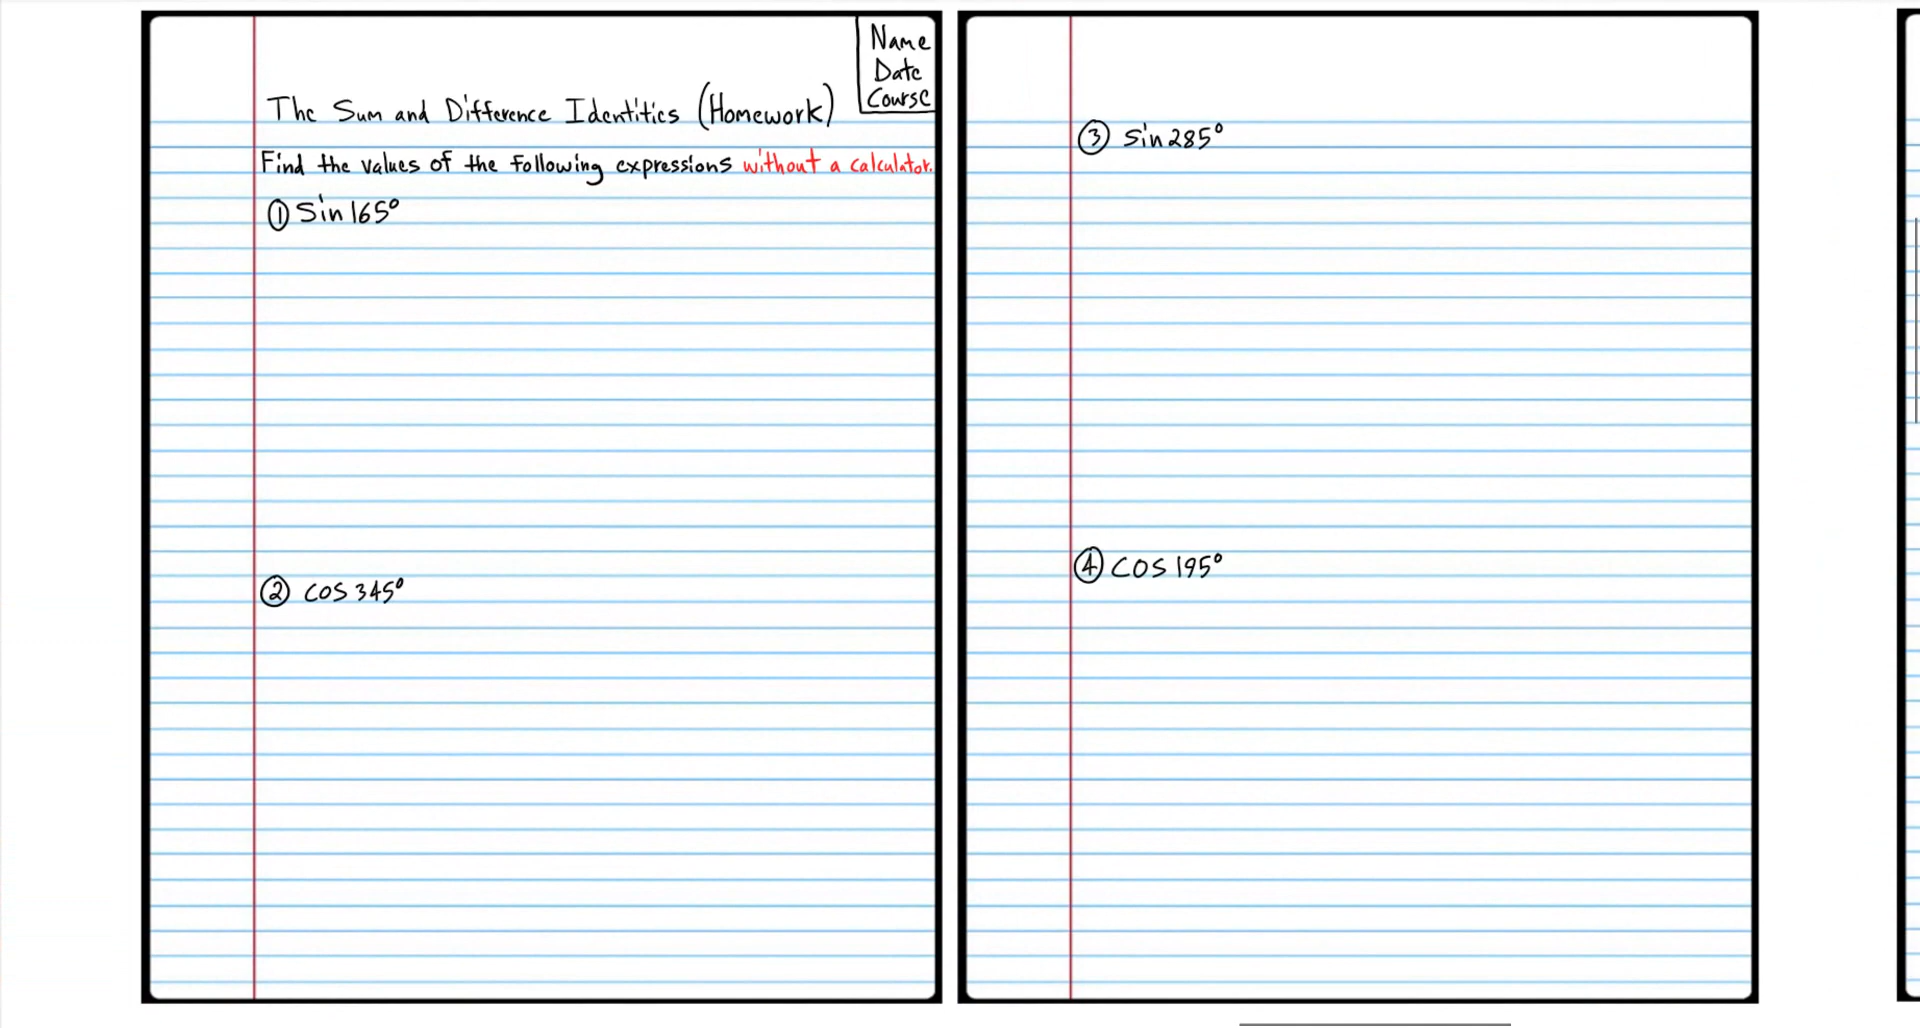 Name
Date
Course
The Sum and Difference Identities (Homework)
Find the values of the following expressions without a calculator.
① Sin 165°
② cos 345°
③ sin 285°
④ cos 195°